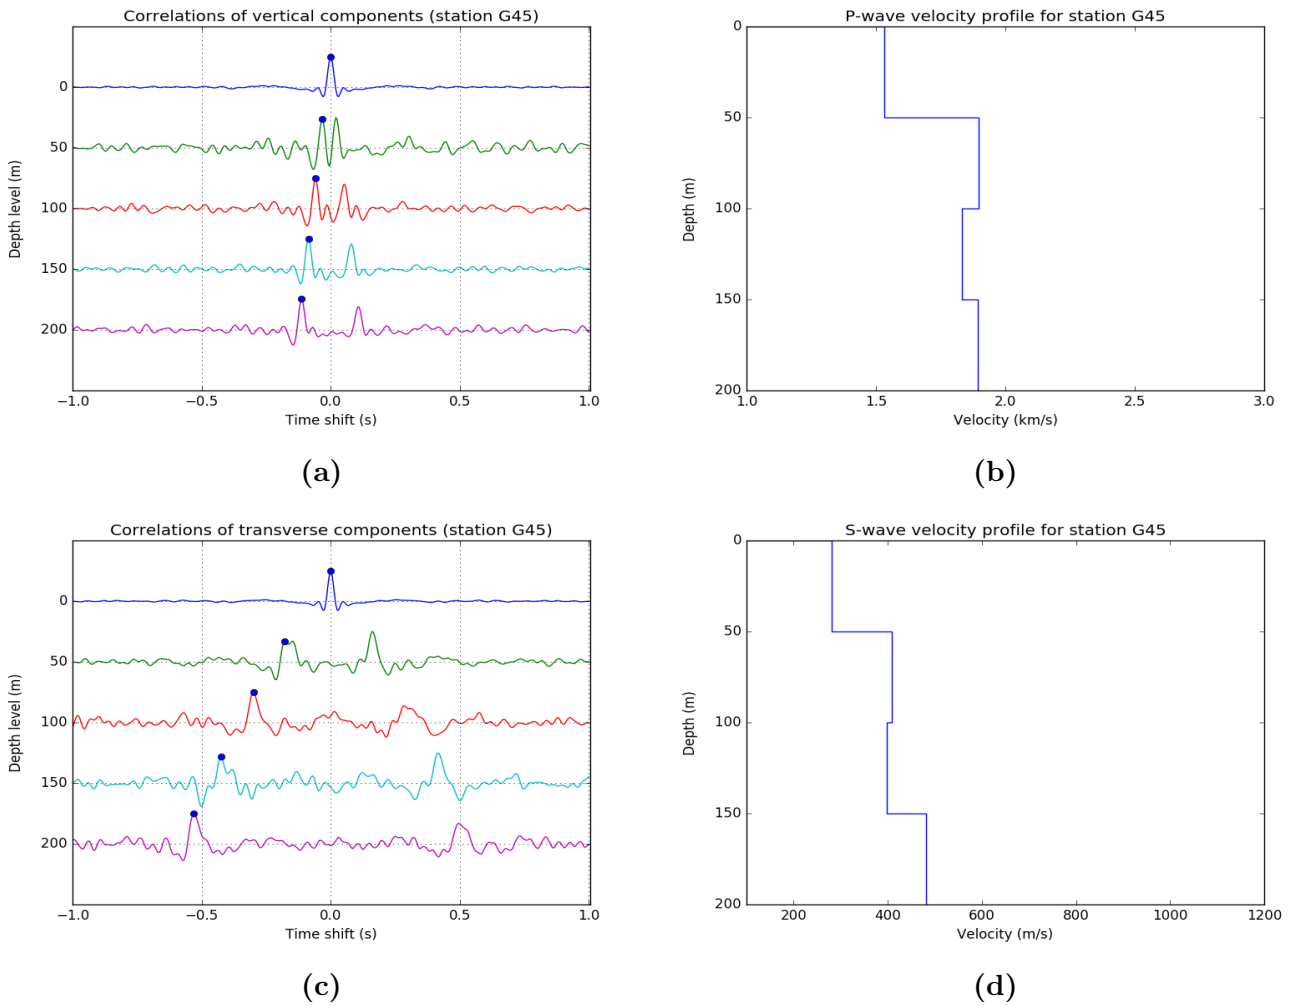 Correlations of vertical components (station G45)
Depth level (m)
0
50
100
150
200
−1.0 −0.5 0.0 0.5 1.0
Time shift (s)
(a)
P-wave velocity profile for station G45
Depth (m)
0
50
100
150
200
1.0 1.5 2.0 2.5 3.0
Velocity (km/s)
(b)
Correlations of transverse components (station G45)
Depth level (m)
0
50
100
150
200
−1.0 −0.5 0.0 0.5 1.0
Time shift (s)
(c)
S-wave velocity profile for station G45
Depth (m)
0
50
100
150
200
200 400 600 800 1000 1200
Velocity (m/s)
(d)